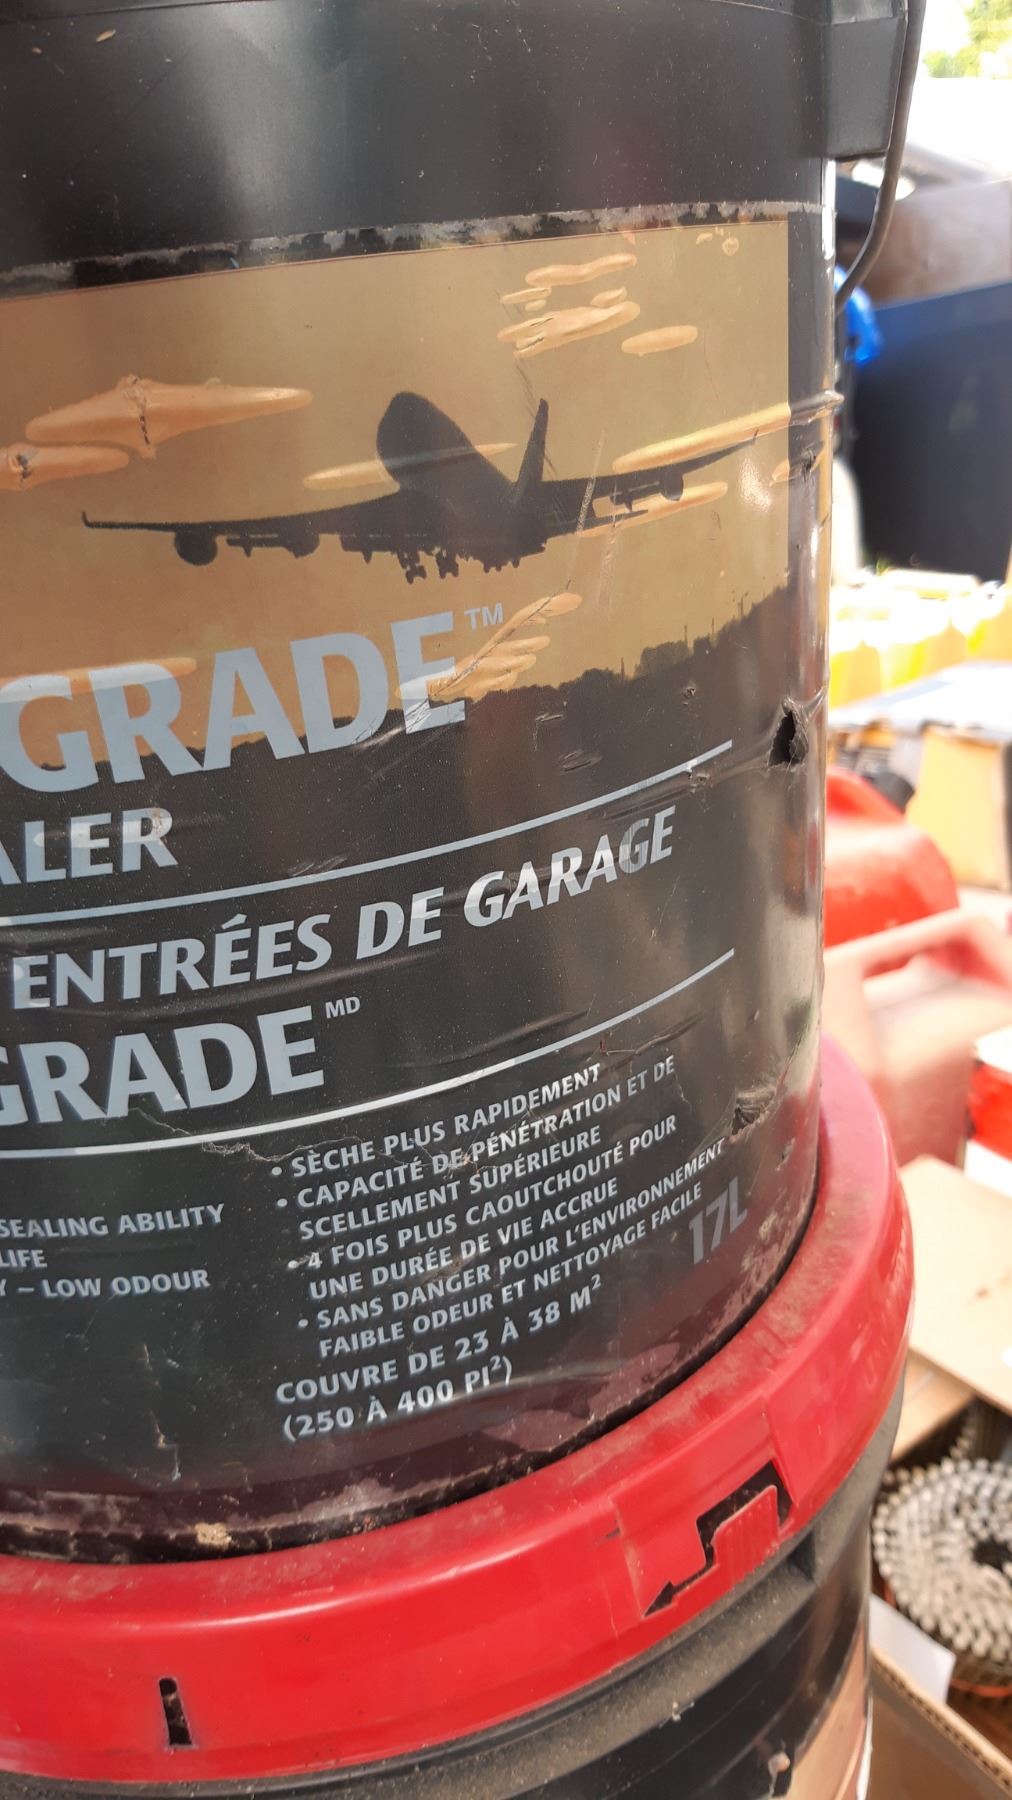 GRADE™
ALER
ENTRÉES DE GARAGE
GRADE MD
SEALING ABILITY
LIFE
Y – LOW ODOUR
• SÈCHE PLUS RAPIDEMENT
• CAPACITÉ DE PÉNÉTRATION ET DE
SCELLEMENT SUPÉRIEURE
• 4 FOIS PLUS CAOUTCHOUTÉ POUR
UNE DURÉE DE VIE ACCRUE
• SANS DANGER POUR L'ENVIRONNEMENT
FAIBLE ODEUR ET NETTOYAGE FACILE
COUVRE DE 23 À 38 M²
(250 À 400 PI²)
17L